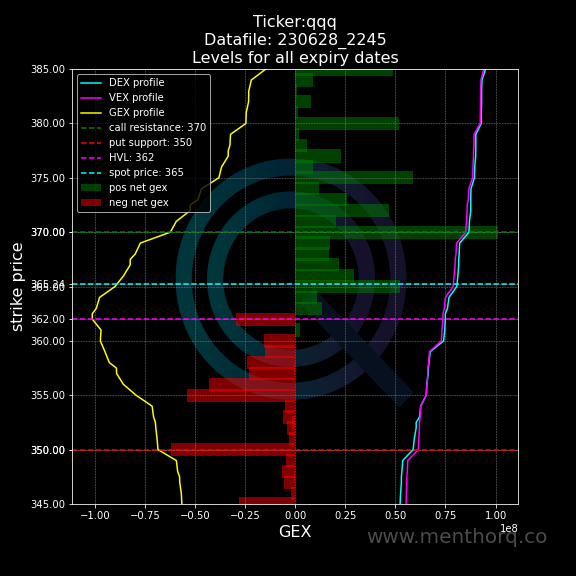 Ticker:qqq
Datafile: 230628_2245
Levels for all expiry dates
DEX profile
VEX profile
GEX profile
call resistance: 370
put support: 350
HVL: 362
spot price: 365
pos net gex
neg net gex
strike price
385.00
380.00
375.00
370.00
365.00
362.00
360.00
355.00
350.00
345.00
−1.00 −0.75 −0.50 −0.25 0.00 0.25 0.50 0.75 1.00
1e8
GEX
www.menthorq.co